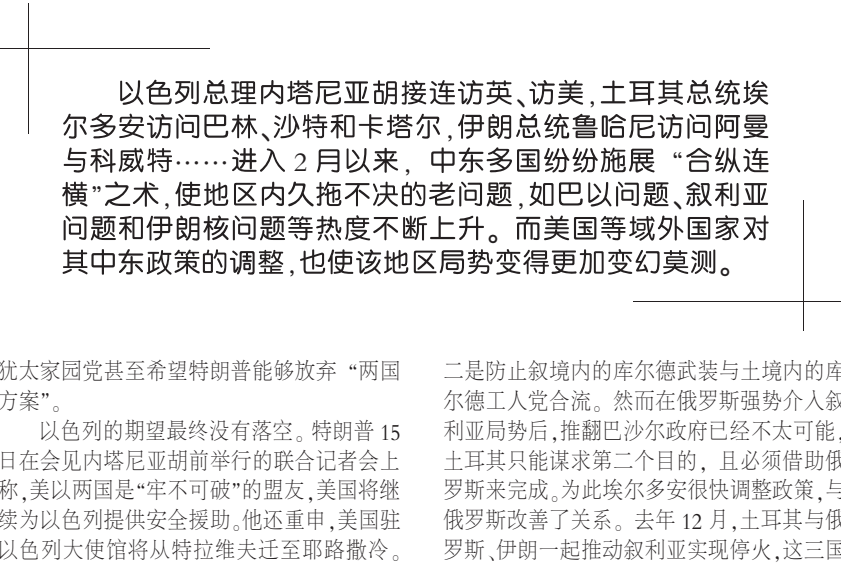 以色列总理内塔尼亚胡接连访英、访美,土耳其总统埃
尔多安访问巴林、沙特和卡塔尔,伊朗总统鲁哈尼访问阿曼
与科威特……进入 2 月以来，中东多国纷纷施展“合纵连
横”之术,使地区内久拖不决的老问题,如巴以问题、叙利亚
问题和伊朗核问题等热度不断上升。而美国等域外国家对
其中东政策的调整,也使该地区局势变得更加变幻莫测。
犹太家园党甚至希望特朗普能够放弃“两国
方案”。
以色列的期望最终没有落空。特朗普 15
日在会见内塔尼亚胡前举行的联合记者会上
称,美以两国是“牢不可破”的盟友,美国将继
续为以色列提供安全援助。他还重申,美国驻
以色列大使馆将从特拉维夫迁至耶路撒冷。
二是防止叙境内的库尔德武装与土境内的库
尔德工人党合流。然而在俄罗斯强势介入叙
利亚局势后,推翻巴沙尔政府已经不太可能,
土耳其只能谋求第二个目的，且必须借助俄
罗斯来完成。为此埃尔多安很快调整政策,与
俄罗斯改善了关系。去年 12 月,土耳其与俄
罗斯、伊朗一起推动叙利亚实现停火,这三国